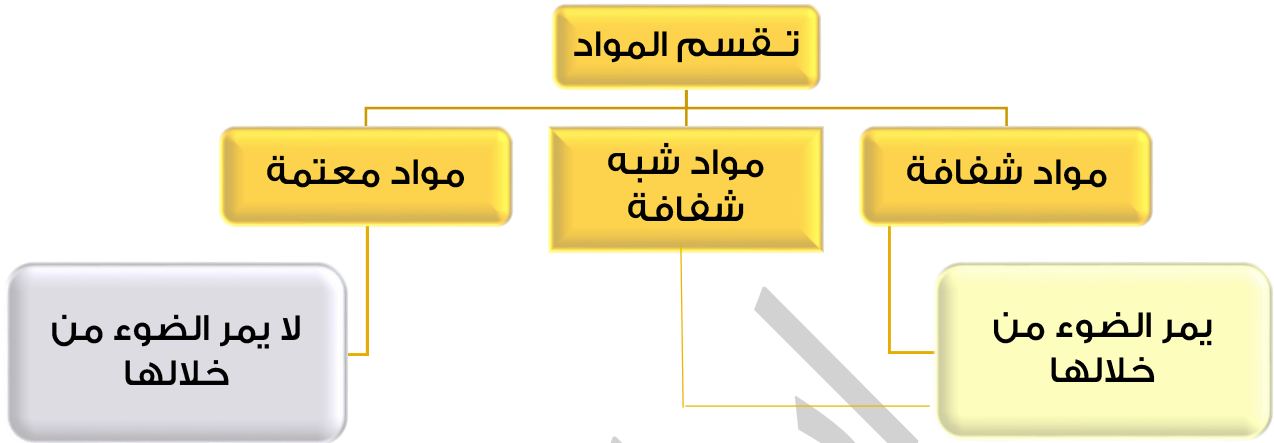 تـقسم المواد
مواد شفافة
مواد شبه
شفافة
مواد معتمة
يمر الضوء من
خلالها
لا يمر الضوء من
خلالها